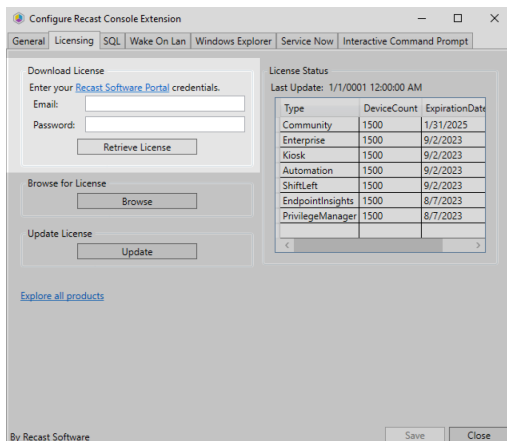 Configure Recast Console Extension
General Licensing SQL Wake On Lan Windows Explorer Service Now Interactive Command Prompt
Download License
Enter your Recast Software Portal credentials.
Email:
Password:
Retrieve License
Browse for License
Browse
Update License
Update
Explore all products
License Status
Last Update: 1/1/0001 12:00:00 AM
Type DeviceCount ExpirationDate
Community 1500 1/31/2025
Enterprise 1500 9/2/2023
Kiosk 1500 9/2/2023
Automation 1500 9/2/2023
ShiftLeft 1500 9/2/2023
EndpointInsights 1500 8/7/2023
PrivilegeManager 1500 8/7/2023
By Recast Software
Save Close